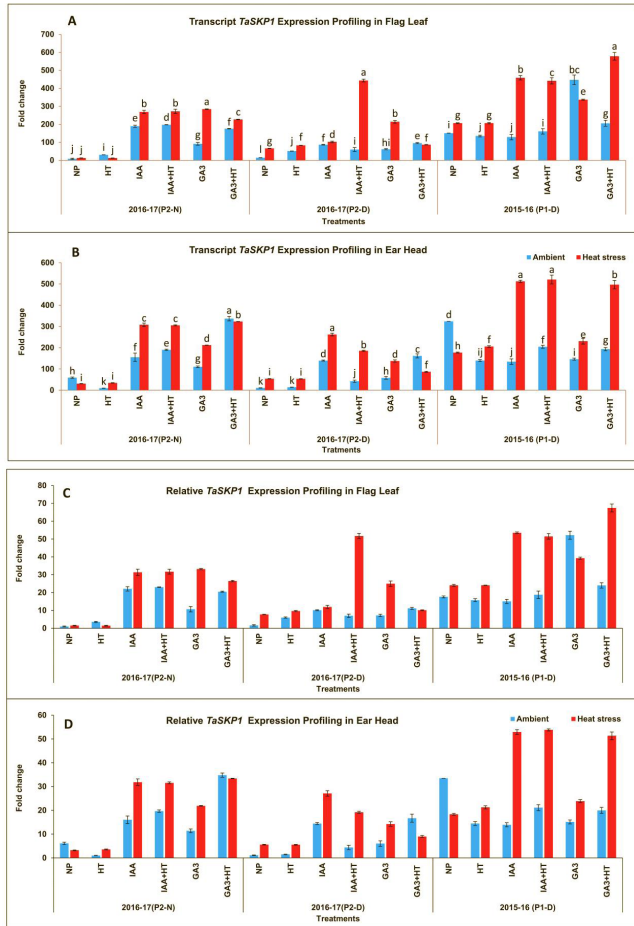 A
Transcript TaSKP1 Expression Profiling in Flag Leaf
Fold change
700
600
500
400
300
200
100
0
j j i j e b d b g a f c
l g j f f d i a hi b e f
i g j g i b i c bc d g a
NP HT IAA IAA+HT GA3 GA3+HT NP HT IAA IAA+HT GA3 GA3+HT NP HT IAA IAA+HT GA3 GA3+HT
2016-17(P2-N) 2016-17(P2-D) 2015-16 (P1-D)
Treatments
B
Transcript TaSKP1 Expression Profiling in Ear Head
Ambient Heat stress
Fold change
600
500
400
300
200
100
0
h i k i f c e c g d a b
k i k i d a j b h d c f
d h ij f j a f a i e g b
NP HT IAA IAA+HT GA3 GA3+HT NP HT IAA IAA+HT GA3 GA3+HT NP HT IAA IAA+HT GA3 GA3+HT
2016-17(P2-N) 2016-17(P2-D) 2015-16 (P1-D)
Tratments
C
Relative TaSKP1 Expression Profiling in Flag Leaf
Fold change
80
70
60
50
40
30
20
10
0
NP HT IAA IAA+HT GA3 GA3+HT NP HT IAA IAA+HT GA3 GA3+HT NP HT IAA IAA+HT GA3 GA3+HT
2016-17(P2-N) 2016-17(P2-D) 2015-16 (P1-D)
Treatments
D
Relative TaSKP1 Expression Profiling in Ear Head
Ambient Heat stress
Fold change
60
50
40
30
20
10
0
NP HT IAA IAA+HT GA3 GA3+HT NP HT IAA IAA+HT GA3 GA3+HT NP HT IAA IAA+HT GA3 GA3+HT
2016-17(P2-N) 2016-17(P2-D) 2015-16 (P1-D)
Treatments